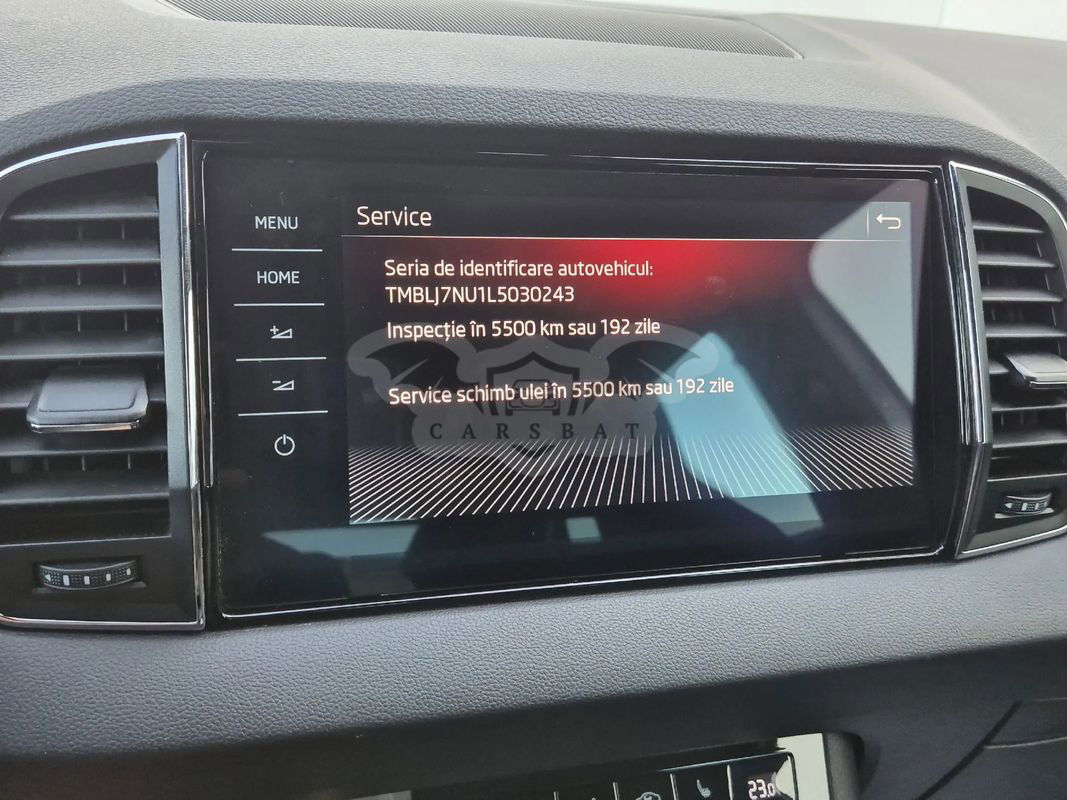 MENU
Service
HOME
Seria de identificare autovehicul:
TMBLJ7NU1L5030243
Inspecție în 5500 km sau 192 zile
Service schimb ulei în 5500 km sau 192 zile
CARSBAT
23.0